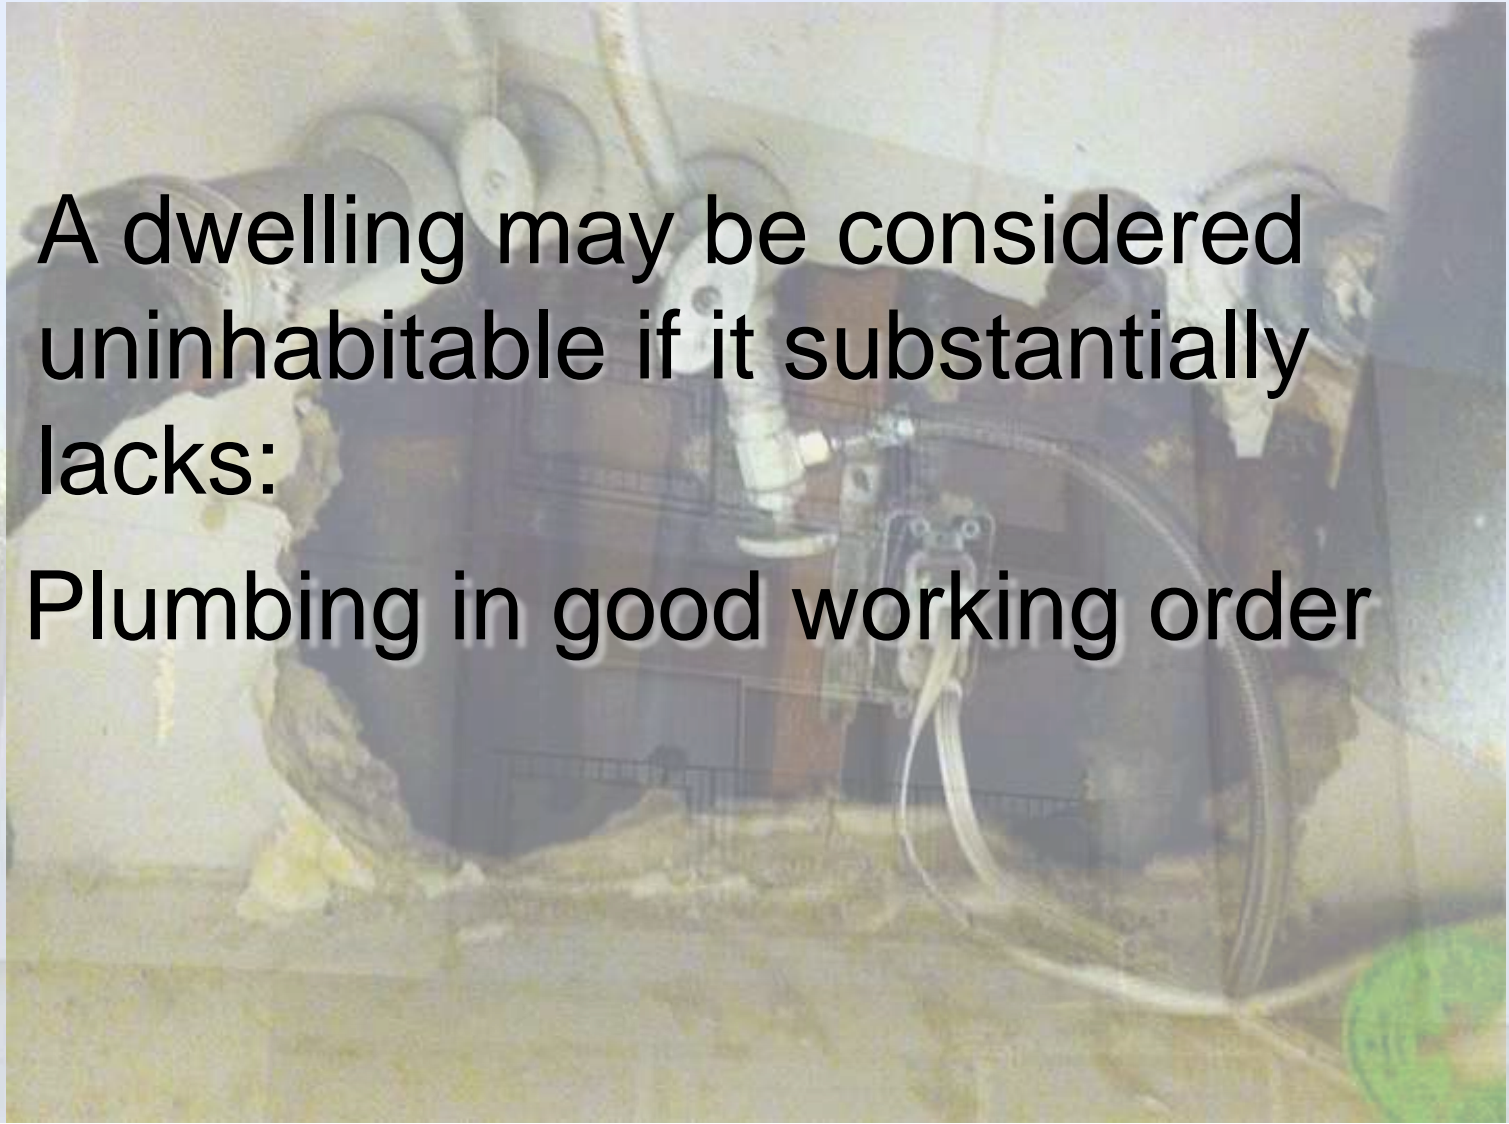 A dwelling may be considered
uninhabitable if it substantially
lacks:
Plumbing in good working order